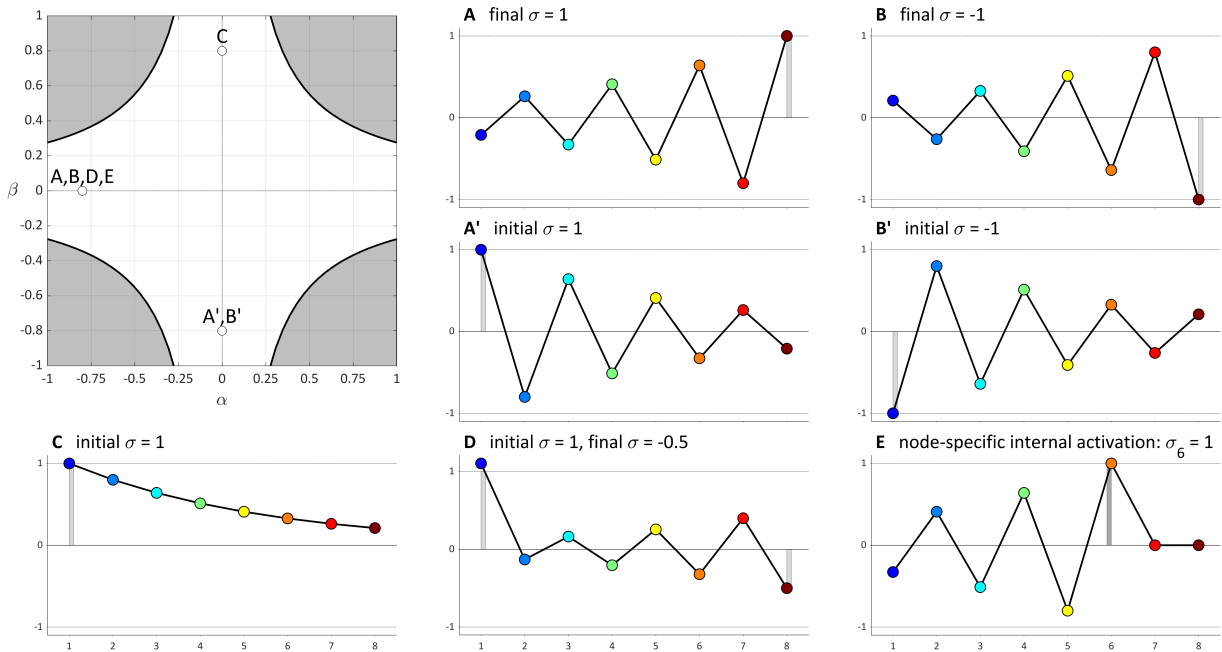 1
0.8
0.6
0.4
0.2
0
-0.2
-0.4
-0.6
-0.8
-1
β
C
A,B,D,E
A',B'
-1 -0.75 -0.5 -0.25 0 0.25 0.5 0.75 1
α
A final σ = 1
1
0
-1
B final σ = -1
1
0
-1
A' initial σ = 1
1
0
-1
B' initial σ = -1
1
0
-1
C initial σ = 1
1
0
-1
1 2 3 4 5 6 7 8
D initial σ = 1, final σ = -0.5
1
0
-1
1 2 3 4 5 6 7 8
E node-specific internal activation: σ₆ = 1
1
0
-1
1 2 3 4 5 6 7 8